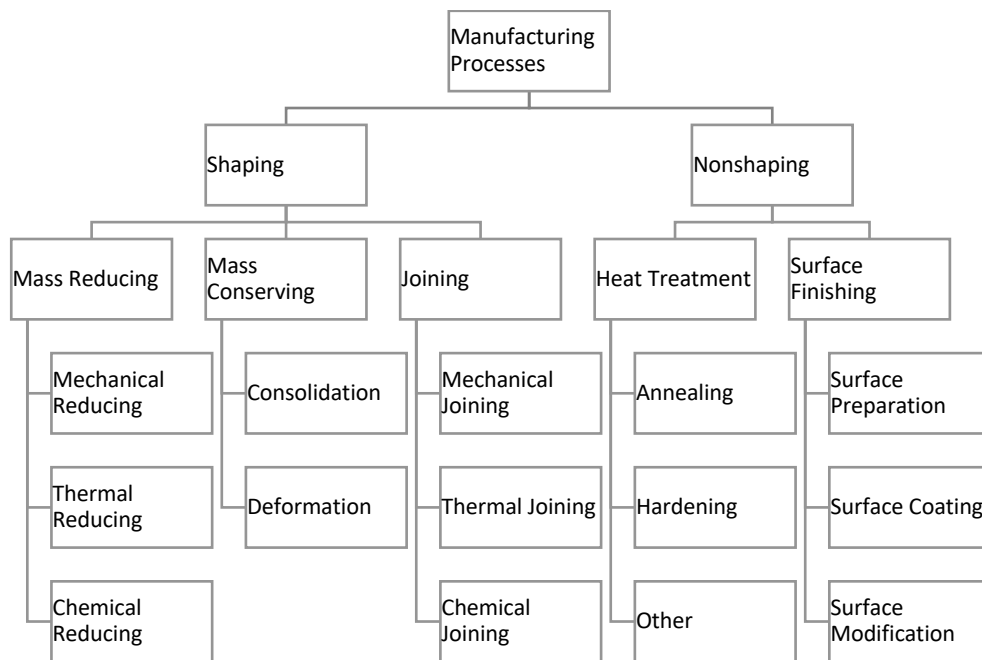 Manufacturing
Processes
Shaping
Nonshaping
Mass Reducing
Mass
Conserving
Joining
Heat Treatment
Surface
Finishing
Mechanical
Reducing
Consolidation
Mechanical
Joining
Annealing
Surface
Preparation
Thermal
Reducing
Deformation
Thermal Joining
Hardening
Surface Coating
Chemical
Reducing
Chemical
Joining
Other
Surface
Modification